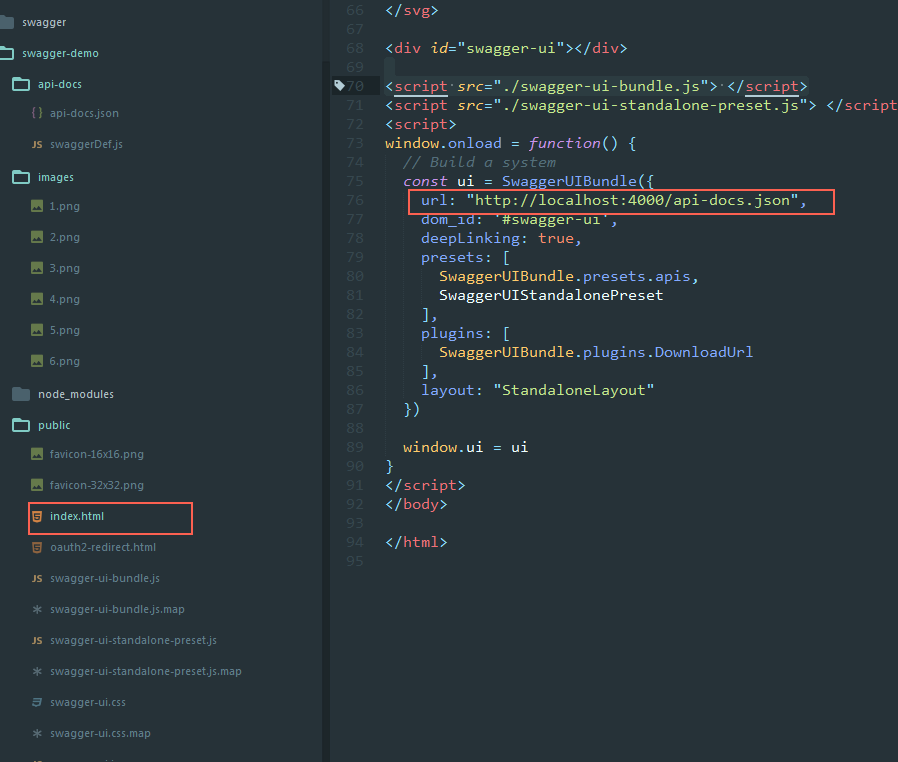 swagger
swagger-demo
api-docs
{ } api-docs.json
JS swaggerDef.js
images
1.png
2.png
3.png
4.png
5.png
6.png
node_modules
public
favicon-16x16.png
favicon-32x32.png
index.html
oauth2-redirect.html
JS swagger-ui-bundle.js
swagger-ui-bundle.js.map
JS swagger-ui-standalone-preset.js
swagger-ui-standalone-preset.js.map
swagger-ui.css
swagger-ui.css.map
66 </svg>
67
68 <div id="swagger-ui"></div>
69
70 <script src="./swagger-ui-bundle.js"> </script>
71 <script src="./swagger-ui-standalone-preset.js"> </script
72 <script>
73 window.onload = function() {
74 // Build a system
75 const ui = SwaggerUIBundle({
76 url: "http://localhost:4000/api-docs.json",
77 dom_id: '#swagger-ui',
78 deepLinking: true,
79 presets: [
80 SwaggerUIBundle.presets.apis,
81 SwaggerUIStandalonePreset
82 ],
83 plugins: [
84 SwaggerUIBundle.plugins.DownloadUrl
85 ],
86 layout: "StandaloneLayout"
87 })
88
89 window.ui = ui
90 }
91 </script>
92 </body>
93
94 </html>
95